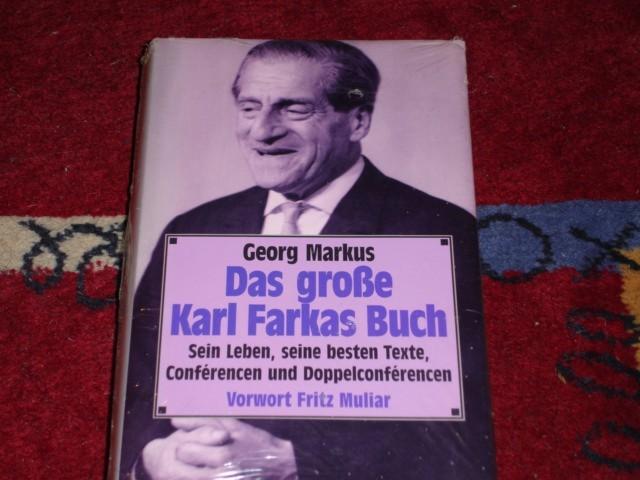 Georg Markus
Das große
Karl Farkas Buch
Sein Leben, seine besten Texte,
Conférencen und Doppelconférencen
Vorwort Fritz Muliar